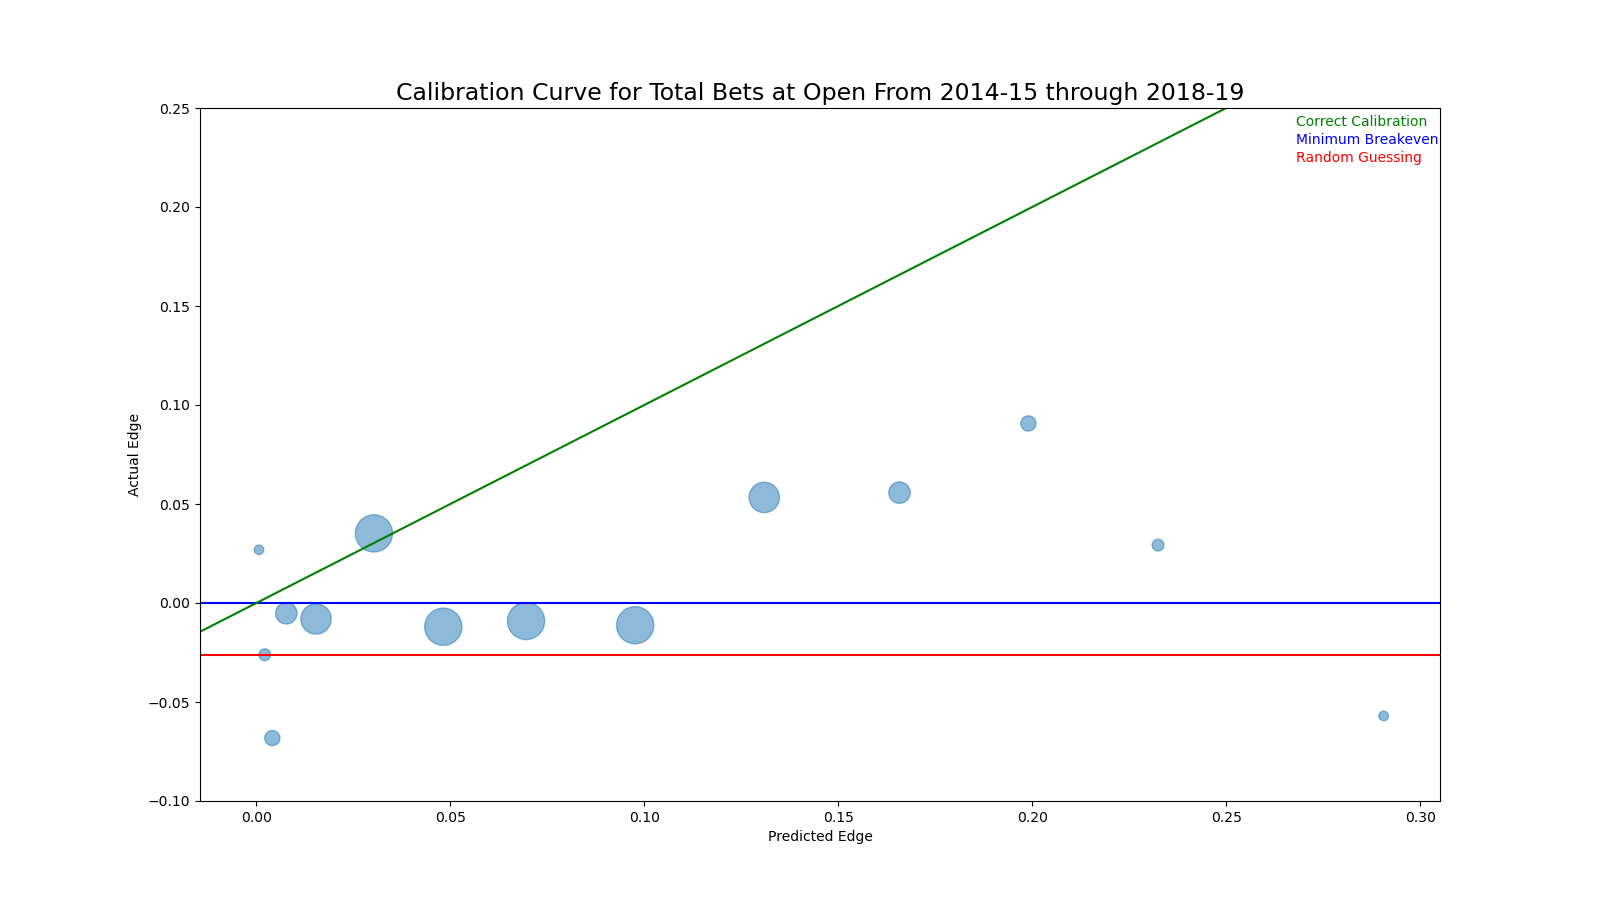 Calibration Curve for Total Bets at Open From 2014-15 through 2018-19
Correct Calibration
Minimum Breakeven
Random Guessing
0.25
0.20
0.15
0.10
0.05
0.00
−0.05
−0.10
Actual Edge
0.00 0.05 0.10 0.15 0.20 0.25 0.30
Predicted Edge